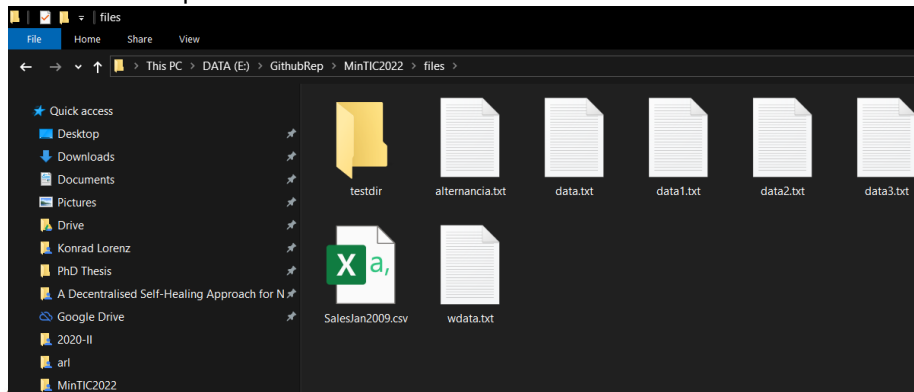 files
File Home Share View
This PC > DATA (E:) > GithubRep > MinTIC2022 > files >
Quick access
Desktop
Downloads
Documents
Pictures
Drive
Konrad Lorenz
PhD Thesis
A Decentralised Self-Healing Approach for N
Google Drive
2020-II
arl
MinTIC2022
testdir alternancia.txt data.txt data1.txt data2.txt data3.txt
X a,
SalesJan2009.csv wdata.txt